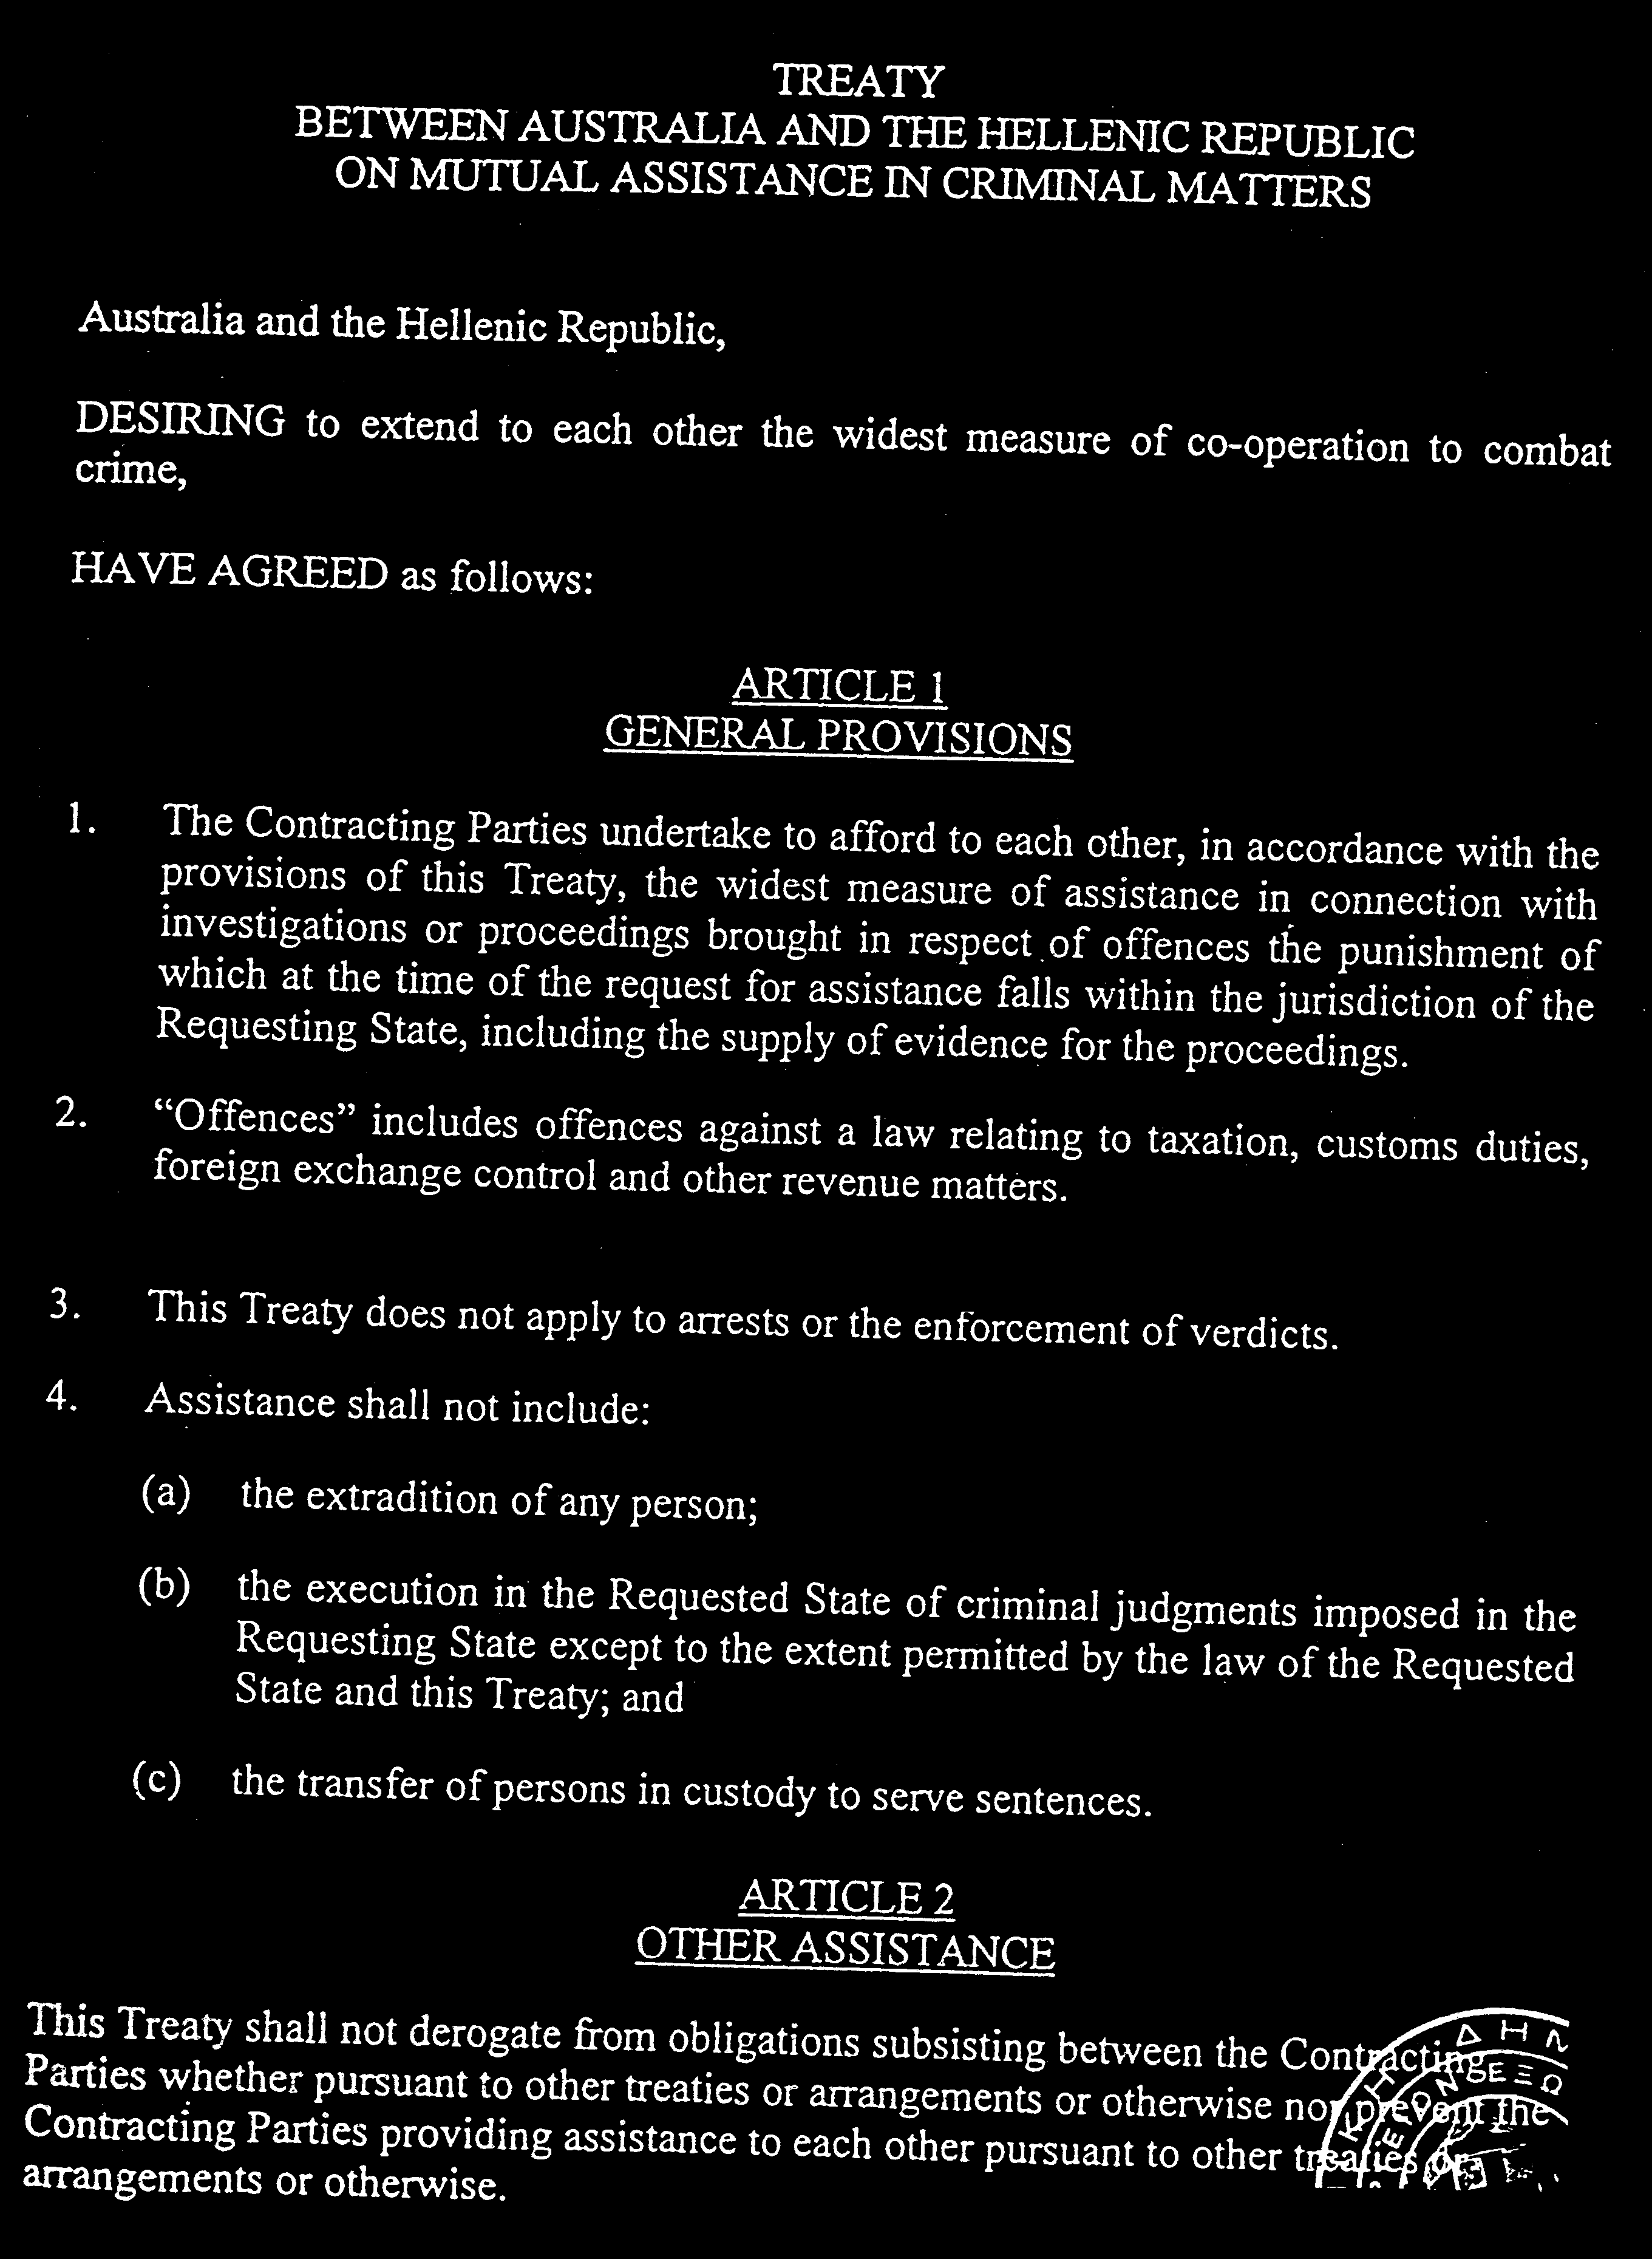 TREATY
BETWEEN AUSTRALIA AND THE HELLENIC REPUBLIC
ON MUTUAL ASSISTANCE IN CRIMINAL MATTERS
Australia and the Hellenic Republic,
DESIRING to extend to each other the widest measure of co-operation to combat
crime,
HAVE AGREED as follows:
ARTICLE 1
GENERAL PROVISIONS
1. The Contracting Parties undertake to afford to each other, in accordance with the
provisions of this Treaty, the widest measure of assistance in connection with
investigations or proceedings brought in respect of offences the punishment of
which at the time of the request for assistance falls within the jurisdiction of the
Requesting State, including the supply of evidence for the proceedings.
2. “Offences” includes offences against a law relating to taxation, customs duties,
foreign exchange control and other revenue matters.
3. This Treaty does not apply to arrests or the enforcement of verdicts.
4. Assistance shall not include:
(a) the extradition of any person;
(b) the execution in the Requested State of criminal judgments imposed in the
Requesting State except to the extent permitted by the law of the Requested
State and this Treaty; and
(c) the transfer of persons in custody to serve sentences.
ARTICLE 2
OTHER ASSISTANCE
This Treaty shall not derogate from obligations subsisting between the Contracting
Parties whether pursuant to other treaties or arrangements or otherwise nor prevent the
Contracting Parties providing assistance to each other pursuant to other treaties or
arrangements or otherwise.